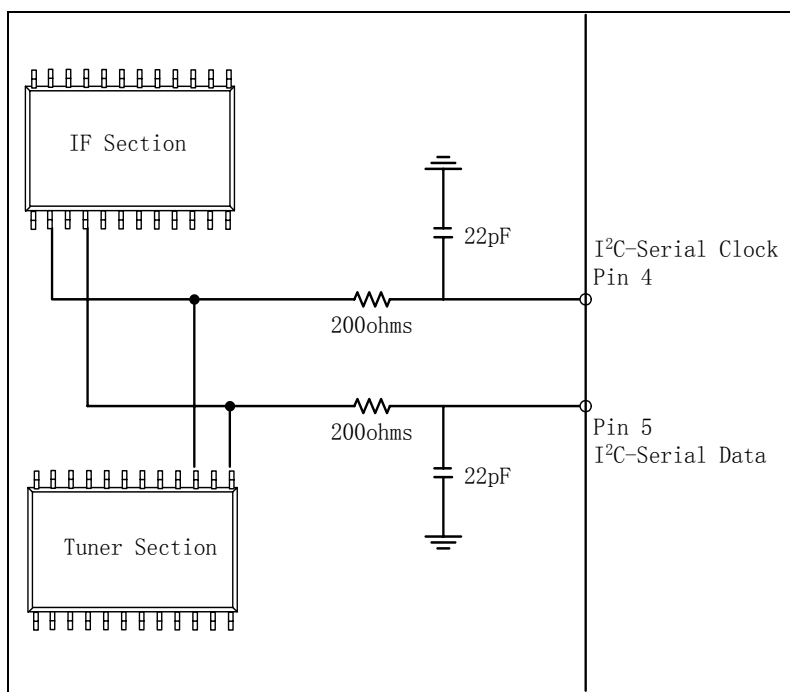 IF Section
22pF
I²C-Serial Clock
Pin 4
200ohms
200ohms
Pin 5
I²C-Serial Data
22pF
Tuner Section